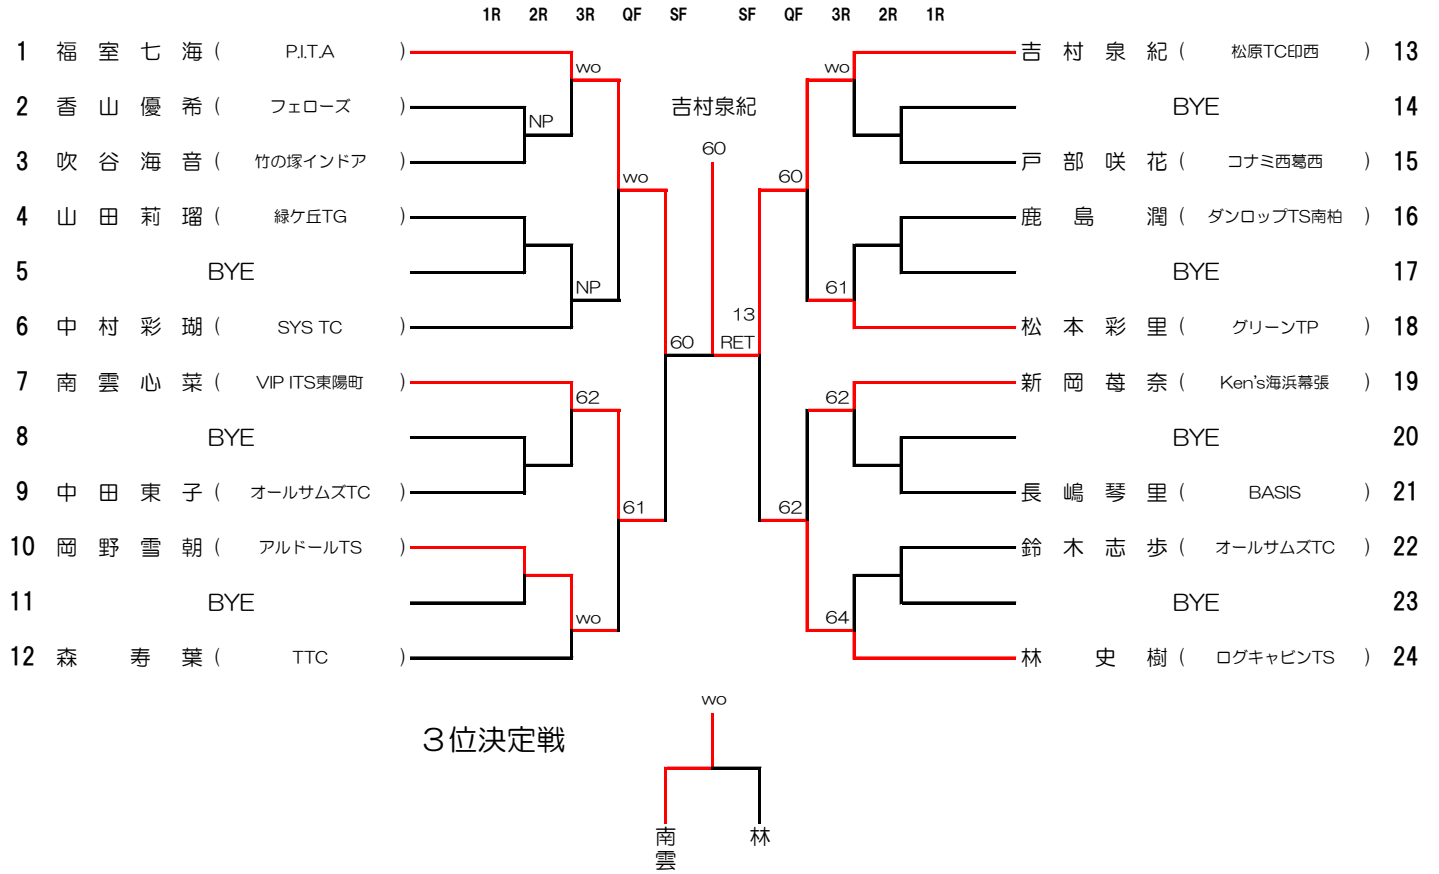 1R 2R 3R QF SF SF QF 3R 2R 1R
1 福室七海 ( P.I.T.A )
2 香山優希 ( フェローズ )
3 吹谷海音 ( 竹の塚インドア )
4 山田莉瑠 ( 緑ケ丘TG )
5 BYE
6 中村彩瑚 ( SYS TC )
7 南雲心菜 ( VIP ITS東陽町 )
8 BYE
9 中田東子 ( オールサムズTC )
10 岡野雪朝 ( アルドールTS )
11 BYE
12 森寿葉 ( TTC )
wo
NP
wo
NP
62
61
wo
60
吉村泉紀
60
13
RET
wo
60
61
62
62
64
吉村泉紀 ( 松原TC印西 ) 13
BYE 14
戸部咲花 ( コナミ西葛西 ) 15
鹿島潤 ( ダンロップTS南柏 ) 16
BYE 17
松本彩里 ( グリーンTP ) 18
新岡苺奈 ( Ken's海浜幕張 ) 19
BYE 20
長嶋琴里 ( BASIS ) 21
鈴木志歩 ( オールサムズTC ) 22
BYE 23
林史樹 ( ログキャビンTS ) 24
3位決定戦
wo
南雲
林